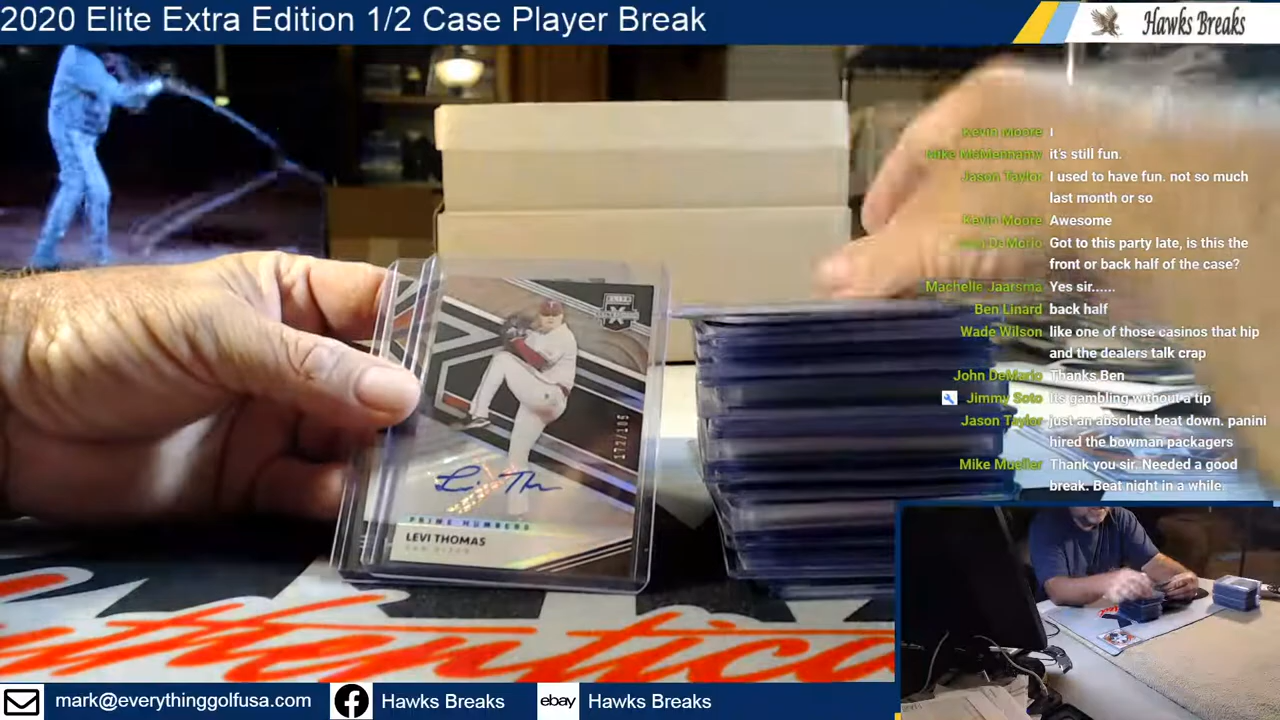 2020 Elite Extra Edition 1/2 Case Player Break
Hawks Breaks
Kevin Moore I
it's still fun.
Jason Taylor I used to have fun. not so much
last month or so
Kevin Moore Awesome
Got to this party late, is this the
front or back half of the case?
Machelle Jaarsma Yes sir......
Ben Linard back half
Wade Wilson like one of those casinos that hip
and the dealers talk crap
John DeMario Thanks Ben
Jimmy Soto its gambling without a tip
Jason Taylor just an absolute beat down. panini
hired the bowman packagers
Mike Mueller Thank you sir. Needed a good
break. Beat night in a while.
PRIME NUMBERS
LEVI THOMAS
SAN DIEGO
mark@everythinggolfusa.com
Hawks Breaks
ebay
Hawks Breaks